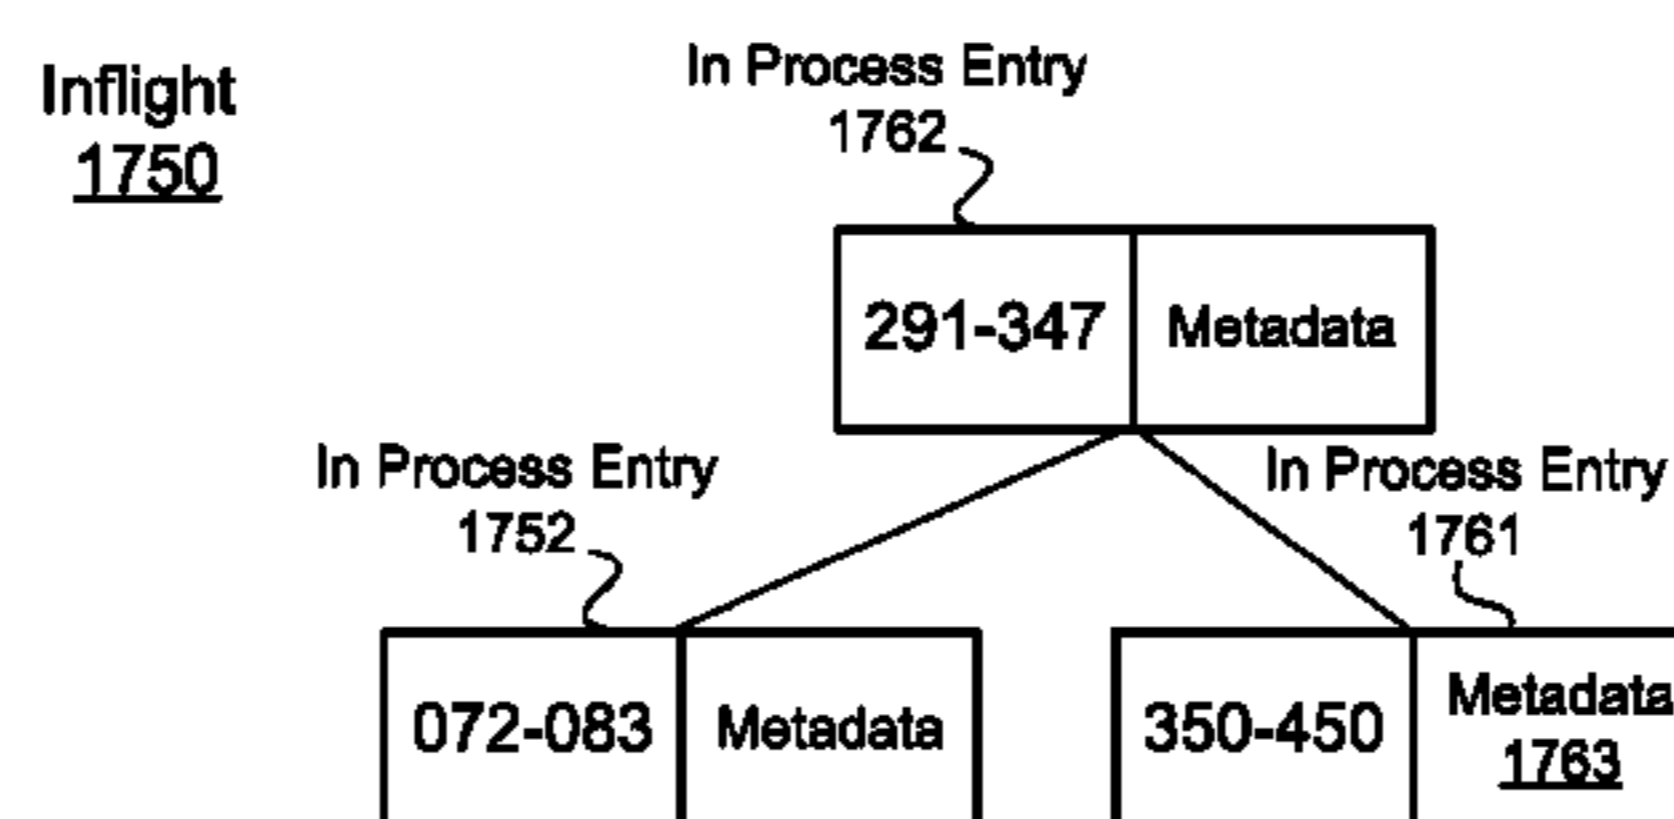 Inflight
1750
In Process Entry
1762
291-347
Metadata
In Process Entry
1752
In Process Entry
1761
072-083
Metadata
350-450
Metadata
1763